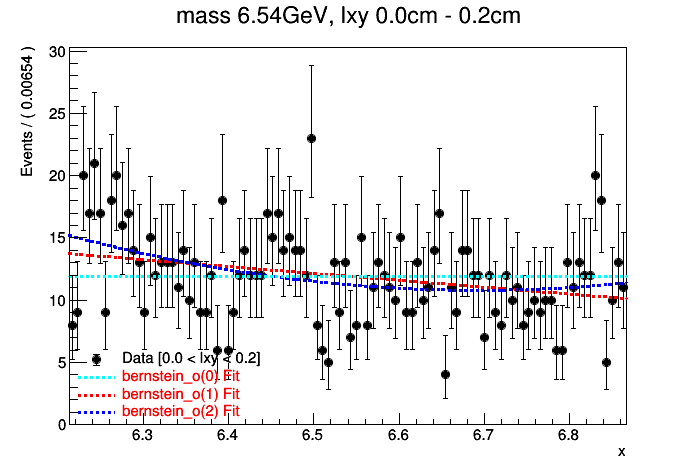 mass 6.54GeV, lxy 0.0cm - 0.2cm
Events / ( 0.00654 )
30
25
20
15
10
5
0
Data [0.0 < lxy < 0.2]
bernstein_o(0) Fit
bernstein_o(1) Fit
bernstein_o(2) Fit
6.3 6.4 6.5 6.6 6.7 6.8
x